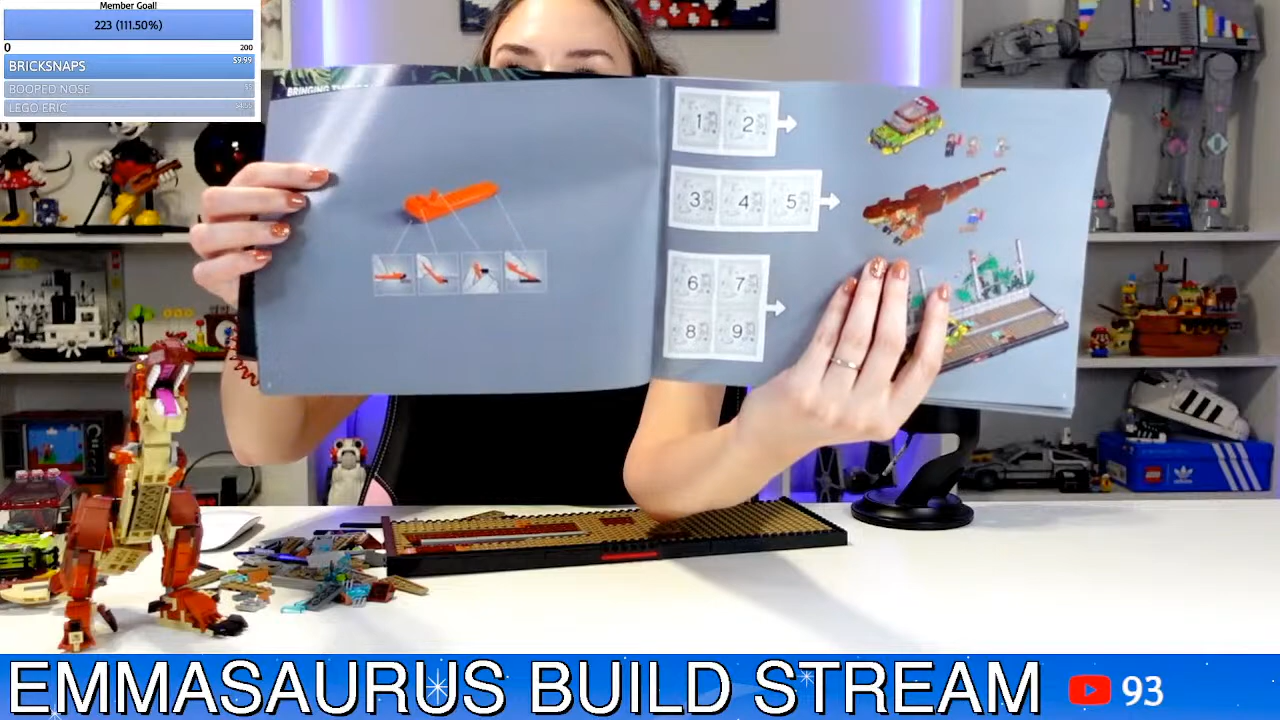 Member Goal!
223 (111.50%)
0
200
BRICKSNAPS
$9.99
BOOPED NOSE
LEGO ERIC
1
2
3
4
5
6
7
8
9
EMMASAURUS BUILD STREAM
93